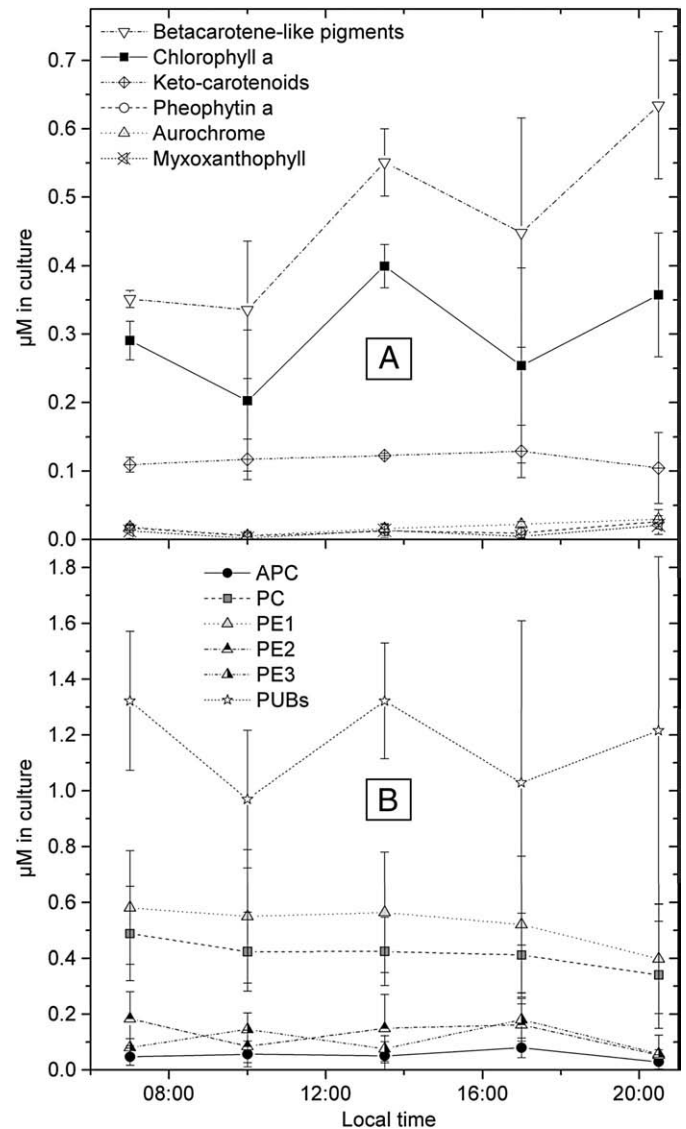 Betacarotene-like pigments
Chlorophyll a
Keto-carotenoids
Pheophytin a
Aurochrome
Myxoxanthophyll
0.7
0.6
0.5
0.4
0.3
0.2
0.1
0.0
µM in culture
A
APC
PC
PE1
PE2
PE3
PUBs
1.8
1.6
1.4
1.2
1.0
0.8
0.6
0.4
0.2
0.0
µM in culture
B
08:00 12:00 16:00 20:00
Local time